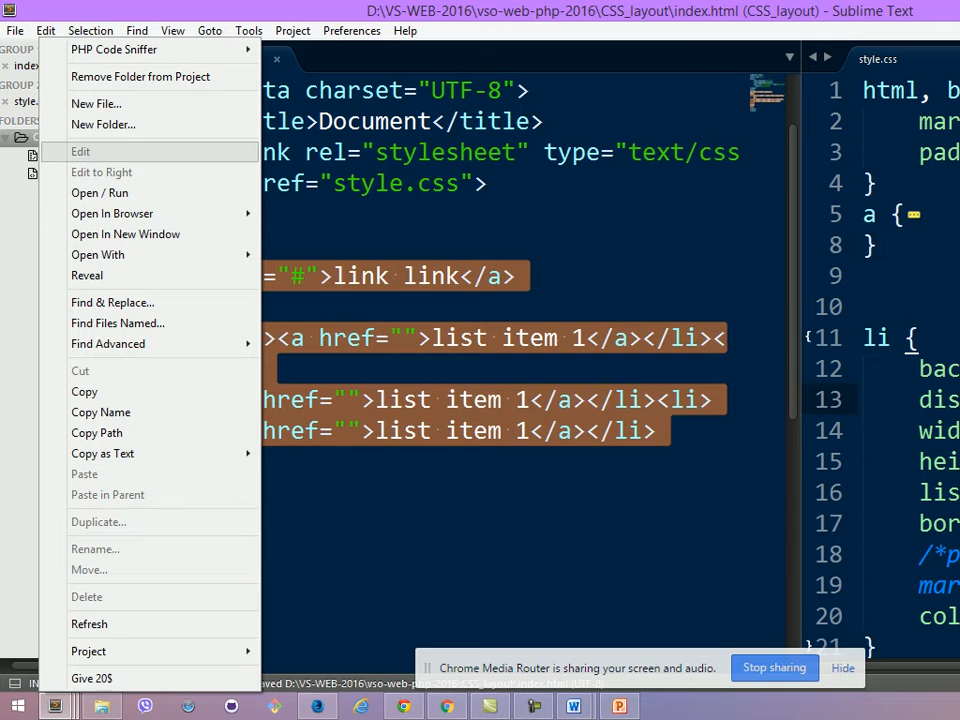 D:\VS-WEB-2016\vso-web-php-2016\CSS_layout\index.html (CSS_layout) - Sublime Text
File Edit Selection Find View Goto Tools Project Preferences Help
GROUP
index
GROUP
style.
FOLDERS
PHP Code Sniffer
Remove Folder from Project
New File...
New Folder...
Edit
Edit to Right
Open / Run
Open In Browser
Open In New Window
Open With
Reveal
Find & Replace...
Find Files Named...
Find Advanced
Cut
Copy
Copy Name
Copy Path
Copy as Text
Paste
Paste in Parent
Duplicate...
Rename...
Move...
Delete
Refresh
Project
Give 20$
ta charset="UTF-8">
tle>Document</title>
nk rel="stylesheet" type="text/css
ref="style.css">
="#">link link</a>
><a href="">list item 1</a></li><
href="">list item 1</a></li><li>
href="">list item 1</a></li>
style.css
1 html, b
2 mar
3 pad
4 }
5 a {
8 }
9
10
11 li {
12 bac
13 dis
14 wid
15 hei
16 lis
17 bor
18 /*p
19 mar
20 col
21 }
Chrome Media Router is sharing your screen and audio.
Stop sharing
Hide
aved D:\VS-WEB-2016\vso-web-php-2016\CSS_layout\index.html (UTF-8)